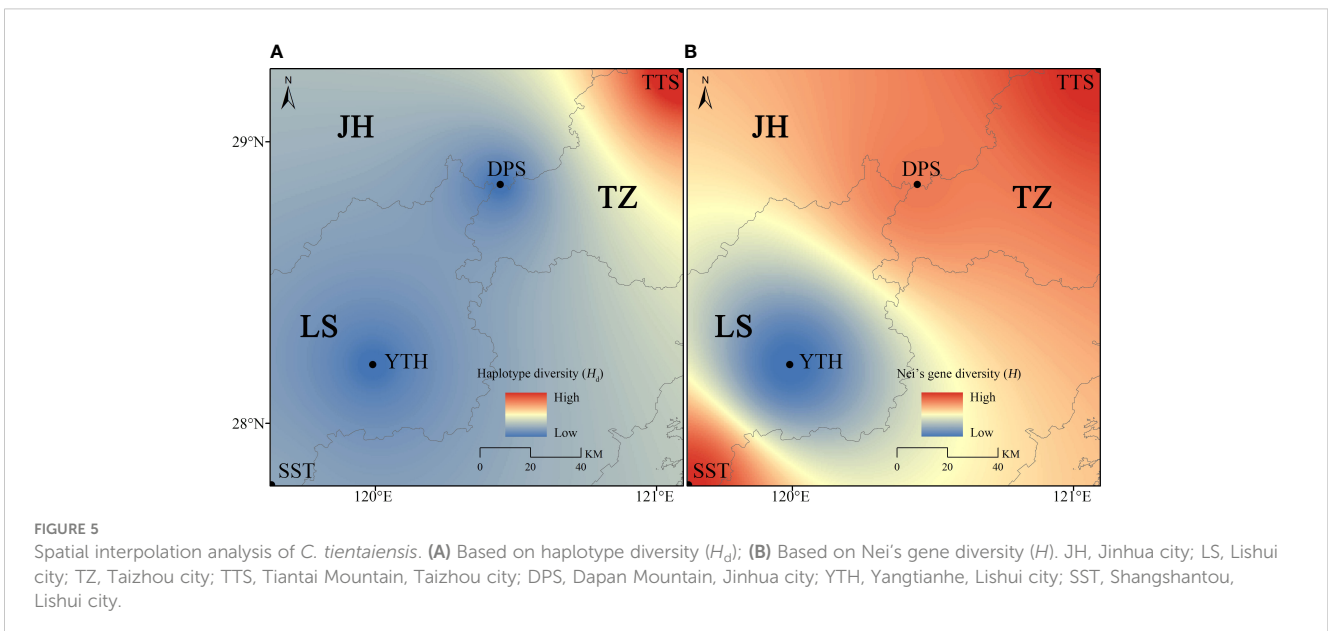 A
B
N
TTS
JH
29°N
DPS
TZ
LS
YTH
Haplotype diversity (Hd)
High
Low
28°N
KM
0 20 40
SST
120°E 121°E
N
TTS
JH
DPS
TZ
LS
YTH
Nei's gene diversity (H)
High
Low
KM
0 20 40
SST
120°E 121°E
FIGURE 5
Spatial interpolation analysis of C. tientaiensis. (A) Based on haplotype diversity (Hd); (B) Based on Nei's gene diversity (H). JH, Jinhua city; LS, Lishui
city; TZ, Taizhou city; TTS, Tiantai Mountain, Taizhou city; DPS, Dapan Mountain, Jinhua city; YTH, Yangtianhe, Lishui city; SST, Shangshantou,
Lishui city.